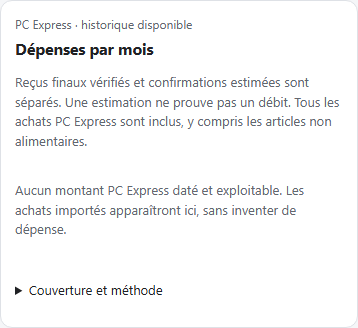 PC Express · historique disponible
Dépenses par mois
Reçus finaux vérifiés et confirmations estimées sont
séparés. Une estimation ne prouve pas un débit. Tous les
achats PC Express sont inclus, y compris les articles non
alimentaires.
Aucun montant PC Express daté et exploitable. Les
achats importés apparaîtront ici, sans inventer de
dépense.
Couverture et méthode